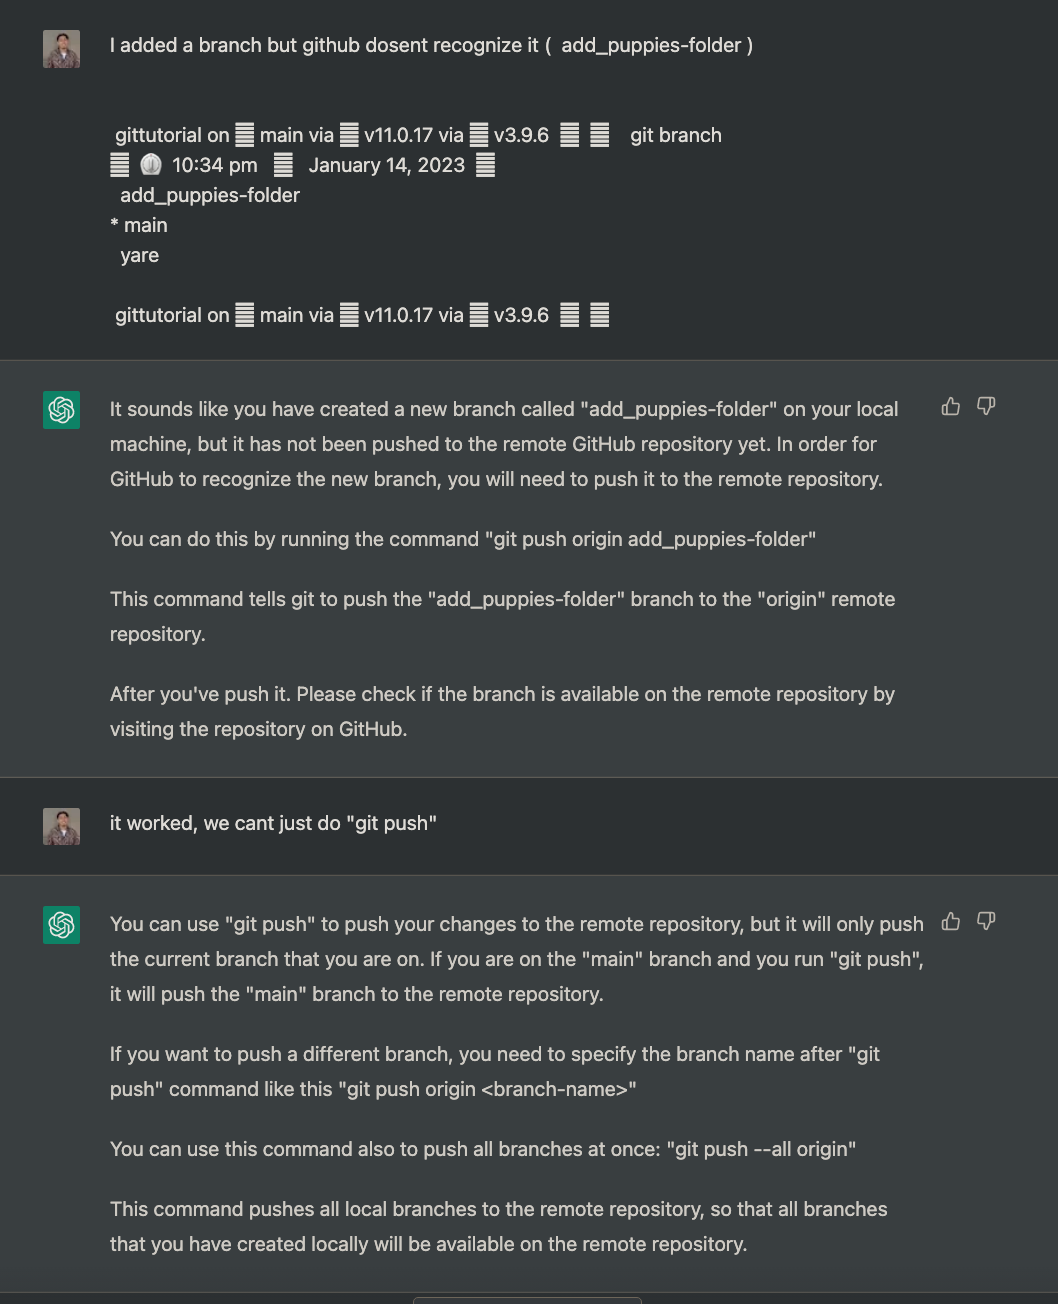 I added a branch but github dosent recognize it ( add_puppies-folder )
gittutorial on main via v11.0.17 via v3.9.6 git branch
10:34 pm January 14, 2023
add_puppies-folder
* main
yare
gittutorial on main via v11.0.17 via v3.9.6
It sounds like you have created a new branch called "add_puppies-folder" on your local
machine, but it has not been pushed to the remote GitHub repository yet. In order for
GitHub to recognize the new branch, you will need to push it to the remote repository.
You can do this by running the command "git push origin add_puppies-folder"
This command tells git to push the "add_puppies-folder" branch to the "origin" remote
repository.
After you've push it. Please check if the branch is available on the remote repository by
visiting the repository on GitHub.
it worked, we cant just do "git push"
You can use "git push" to push your changes to the remote repository, but it will only push
the current branch that you are on. If you are on the "main" branch and you run "git push",
it will push the "main" branch to the remote repository.
If you want to push a different branch, you need to specify the branch name after "git
push" command like this "git push origin <branch-name>"
You can use this command also to push all branches at once: "git push --all origin"
This command pushes all local branches to the remote repository, so that all branches
that you have created locally will be available on the remote repository.